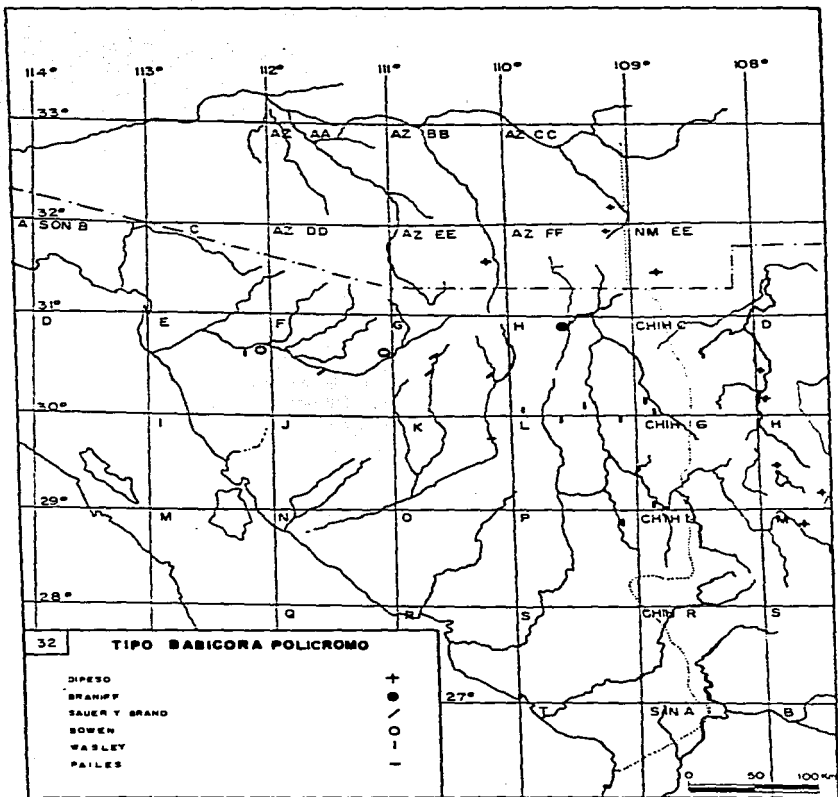 114° 113° 112° 111° 110° 109° 108°
33°
AZ AA AZ BB AZ CC
32°
A SON B C AZ DD AZ EE AZ FF NM EE
31°
D E F G H CHIH C D
30°
I J K L CHIH G H
29°
M N O P CHIH L M
28°
Q R S CHIH R S
32 TIPO BABICORA POLICROMO
DIPESO +
BRANIFF
SAUER Y BRAND /
BOWEN O
WASLEY I
PAILES –
27°
T SIN A B
0 50 100 Km